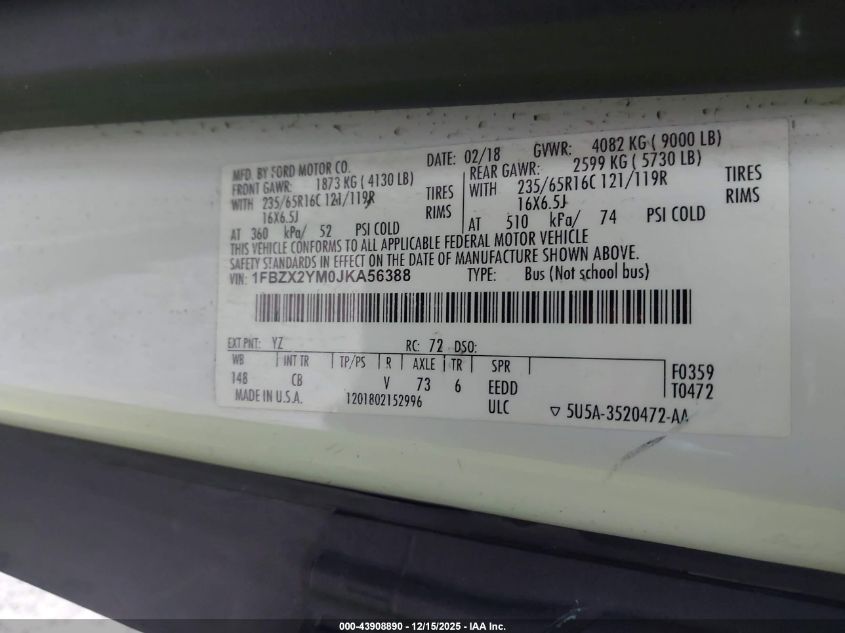 MFD. BY FORD MOTOR CO. DATE: 02/18 GVWR: 4082 KG ( 9000 LB)
FRONT GAWR: 1873 KG ( 4130 LB) REAR GAWR: 2599 KG ( 5730 LB)
WITH 235/65R16C 121/119R TIRES WITH 235/65R16C 121/119R TIRES
16X6.5J RIMS 16X6.5J RIMS
AT 360 kPa/ 52 PSI COLD AT 510 kPa/ 74 PSI COLD
THIS VEHICLE CONFORMS TO ALL APPLICABLE FEDERAL MOTOR VEHICLE
SAFETY STANDARDS IN EFFECT ON THE DATE OF MANUFACTURE SHOWN ABOVE.
VIN: 1FBZX2YM0JKA56388 TYPE: Bus (Not school bus)
EXT PNT: YZ RC: 72 DSO:
WB INT TR TP/PS R AXLE TR SPR F0359
148 CB V 73 6 EEDD T0472
MADE IN U.S.A. 1201802152996 ULC ▽ 5U5A-3520472-AA
000-43908890 - 12/15/2025 - IAA Inc.